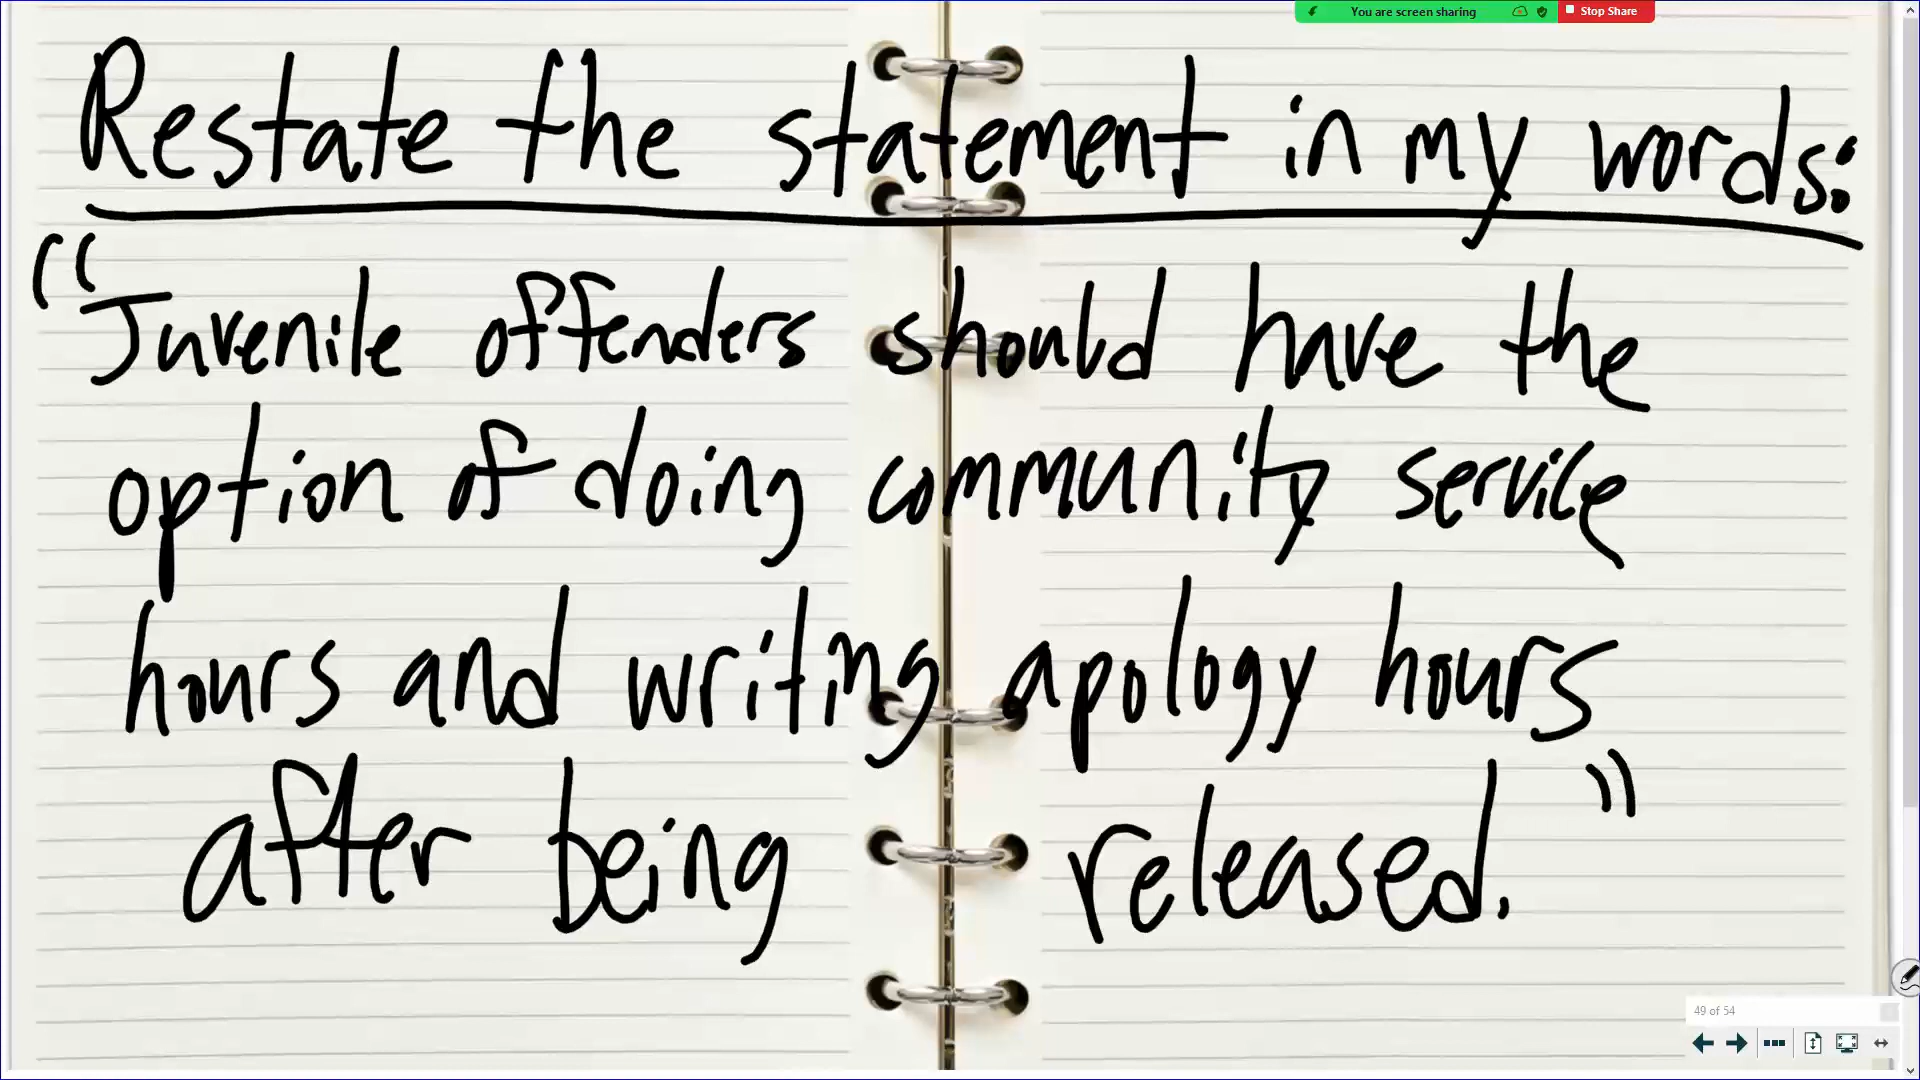 You are screen sharing
Stop Share
Restate the statement in my words:
"Juvenile offenders should have the
option of doing community service
hours and writing apology hours
after being released."
49 of 54